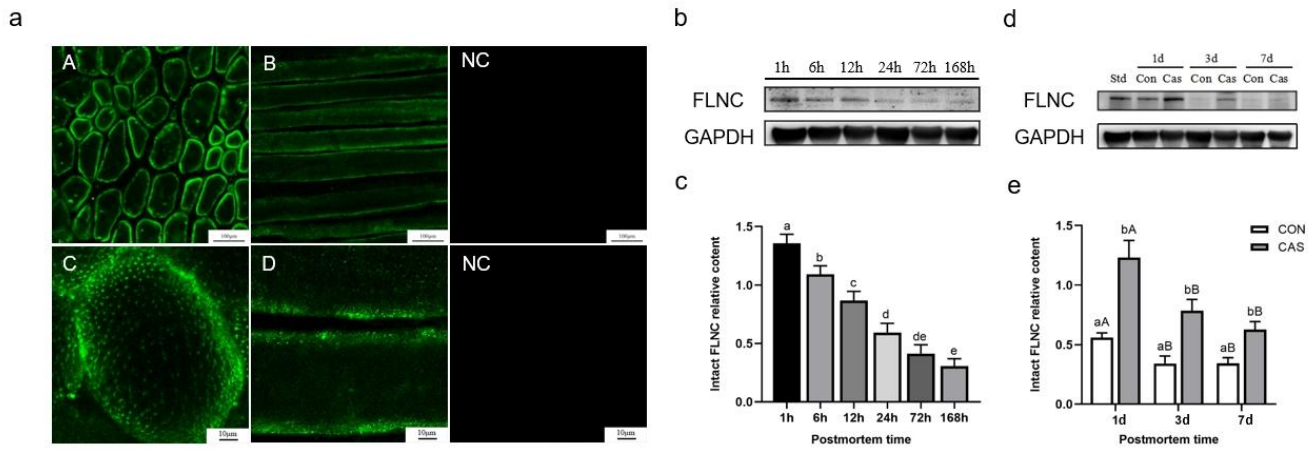 a
A
B
NC
100μm
100μm
100μm
C
D
NC
10μm
10μm
10μm
b
1h 6h 12h 24h 72h 168h
FLNC
GAPDH
c
Intact FLNC relative cotent
1.5
1.0
0.5
0.0
a
b
c
d
de
e
1h 6h 12h 24h 72h 168h
Postmortem time
d
1d 3d 7d
Std Con Cas Con Cas Con Cas
FLNC
GAPDH
e
Intact FLNC relative cotent
1.5
1.0
0.5
0.0
aA
bA
aB
bB
aB
bB
CON
CAS
1d 3d 7d
Postmortem time